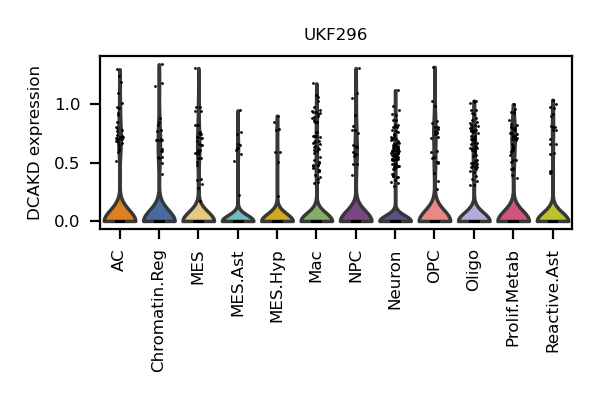 UKF296
DCAKD expression
1.0
0.5
0.0
AC
Chromatin.Reg
MES
MES.Ast
MES.Hyp
Mac
NPC
Neuron
OPC
Oligo
Prolif.Metab
Reactive.Ast